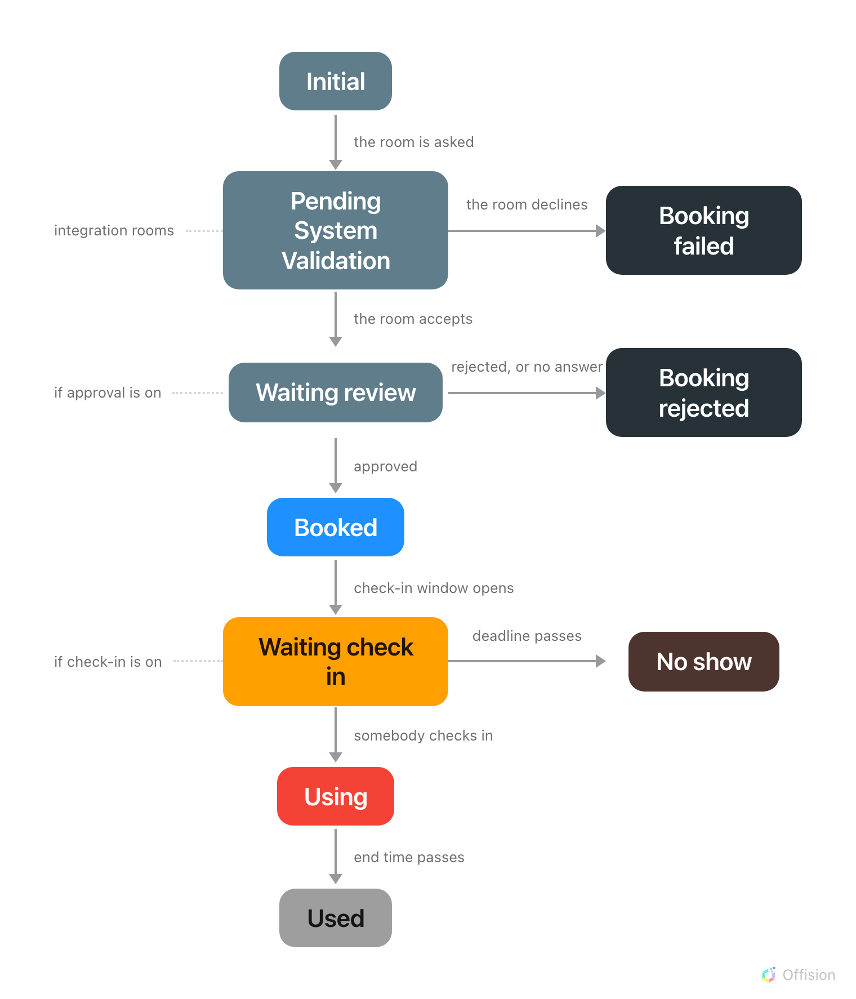 Initial
the room is asked
Pending
System
Validation
integration rooms
the room declines
Booking
failed
the room accepts
if approval is on
Waiting review
rejected, or no answer
Booking
rejected
approved
Booked
check-in window opens
if check-in is on
Waiting check
in
deadline passes
No show
somebody checks in
Using
end time passes
Used
Offision